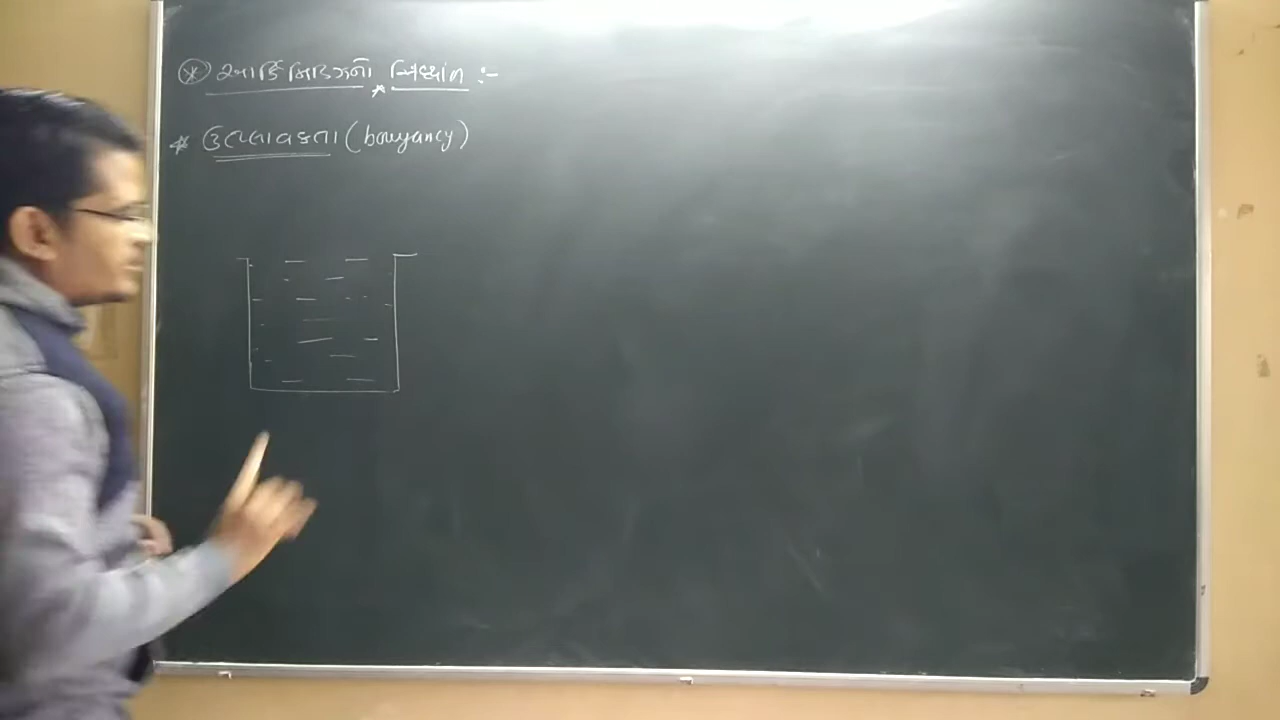 * આર્કિમિડિઝનો સિદ્ધાંત :-
* ઉત્પ્લાવકતા (bouyancy)